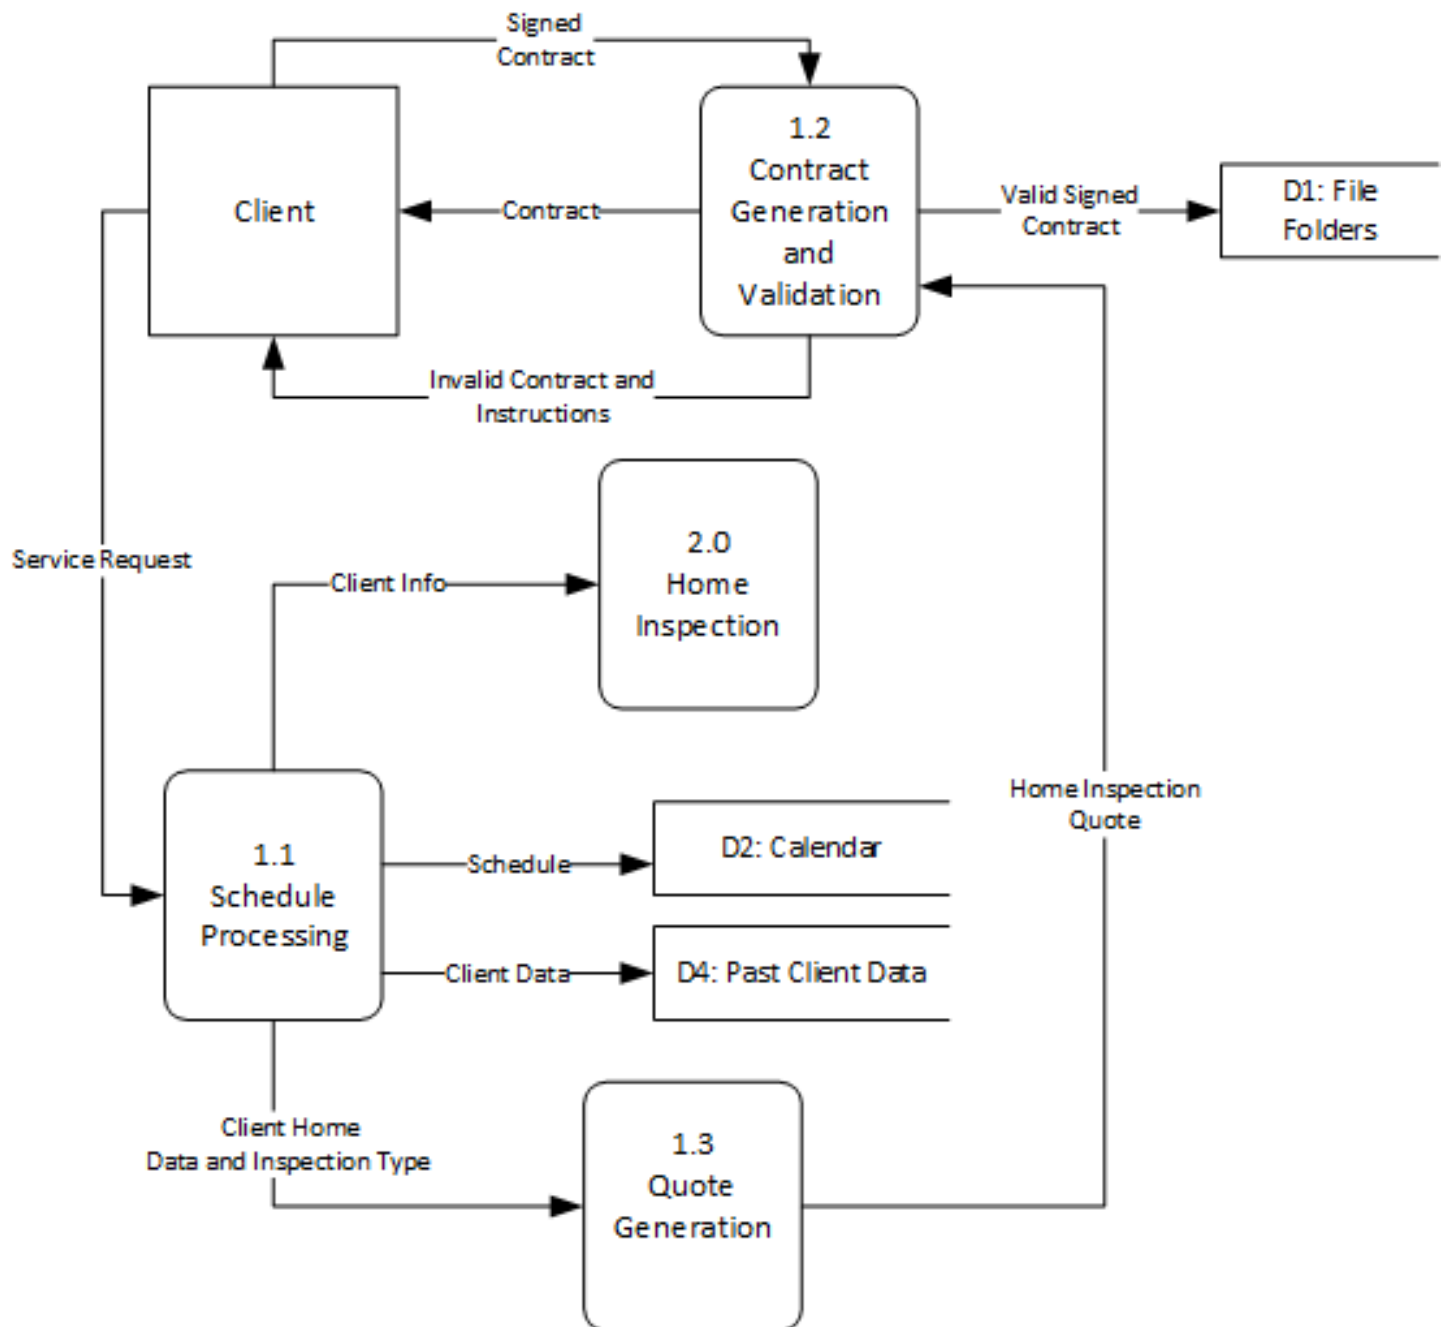 Signed
Contract
1.2
Contract
Generation
and
Validation
Client
Contract
Valid Signed
Contract
D1: File
Folders
Invalid Contract and
Instructions
2.0
Home
Inspection
Service Request
Client Info
Home Inspection
Quote
1.1
Schedule
Processing
Schedule
D2: Calendar
Client Data
D4: Past Client Data
Client Home
Data and Inspection Type
1.3
Quote
Generation